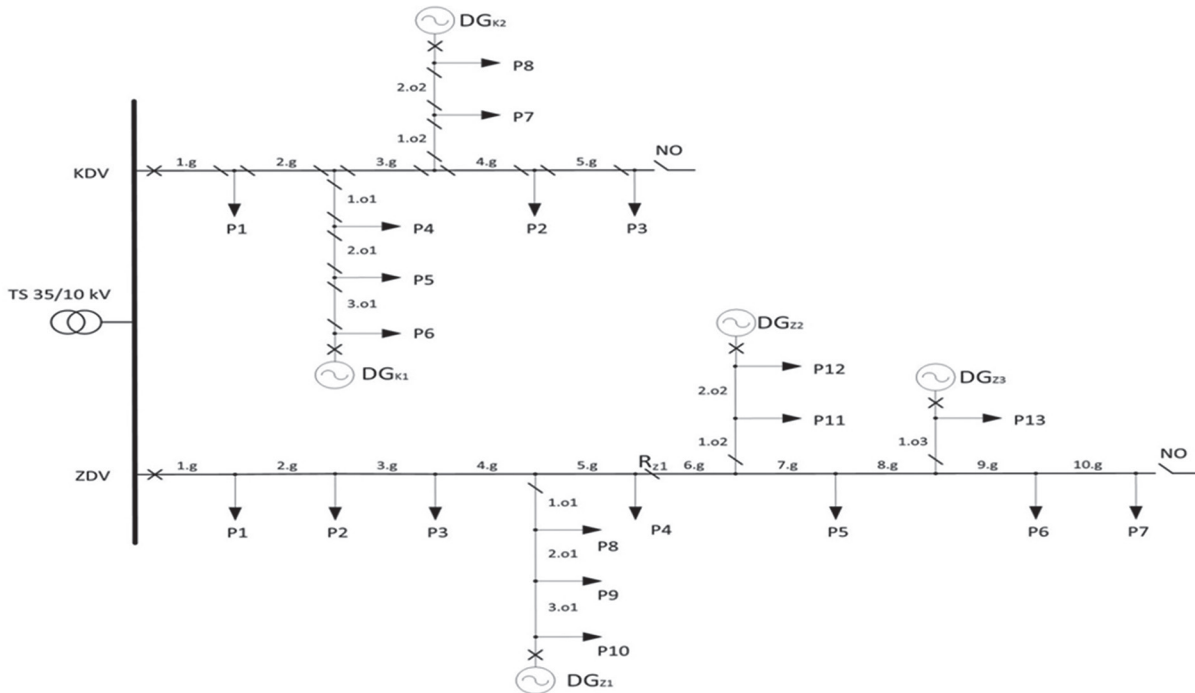 DGK2
P8
2.o2
P7
1.o2
KDV
1.g 2.g 3.g 4.g 5.g NO
P1 P2 P3
1.o1
P4
2.o1
P5
3.o1
P6
DGK1
TS 35/10 kV
DGZ2
P12
2.o2
P11
1.o2
DGZ3
P13
1.o3
ZDV
1.g 2.g 3.g 4.g 5.g RZ1 6.g 7.g 8.g 9.g 10.g NO
P1 P2 P3 P4 P5 P6 P7
1.o1
P8
2.o1
P9
3.o1
P10
DGZ1